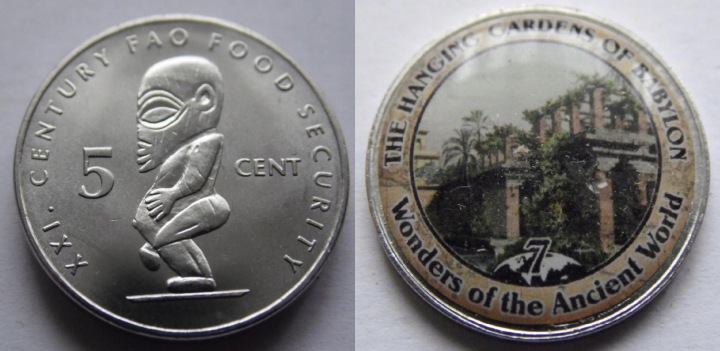 XXI · CENTURY FAO FOOD SECURITY
5 CENT
THE HANGING GARDENS OF BABYLON
7
Wonders of the Ancient World